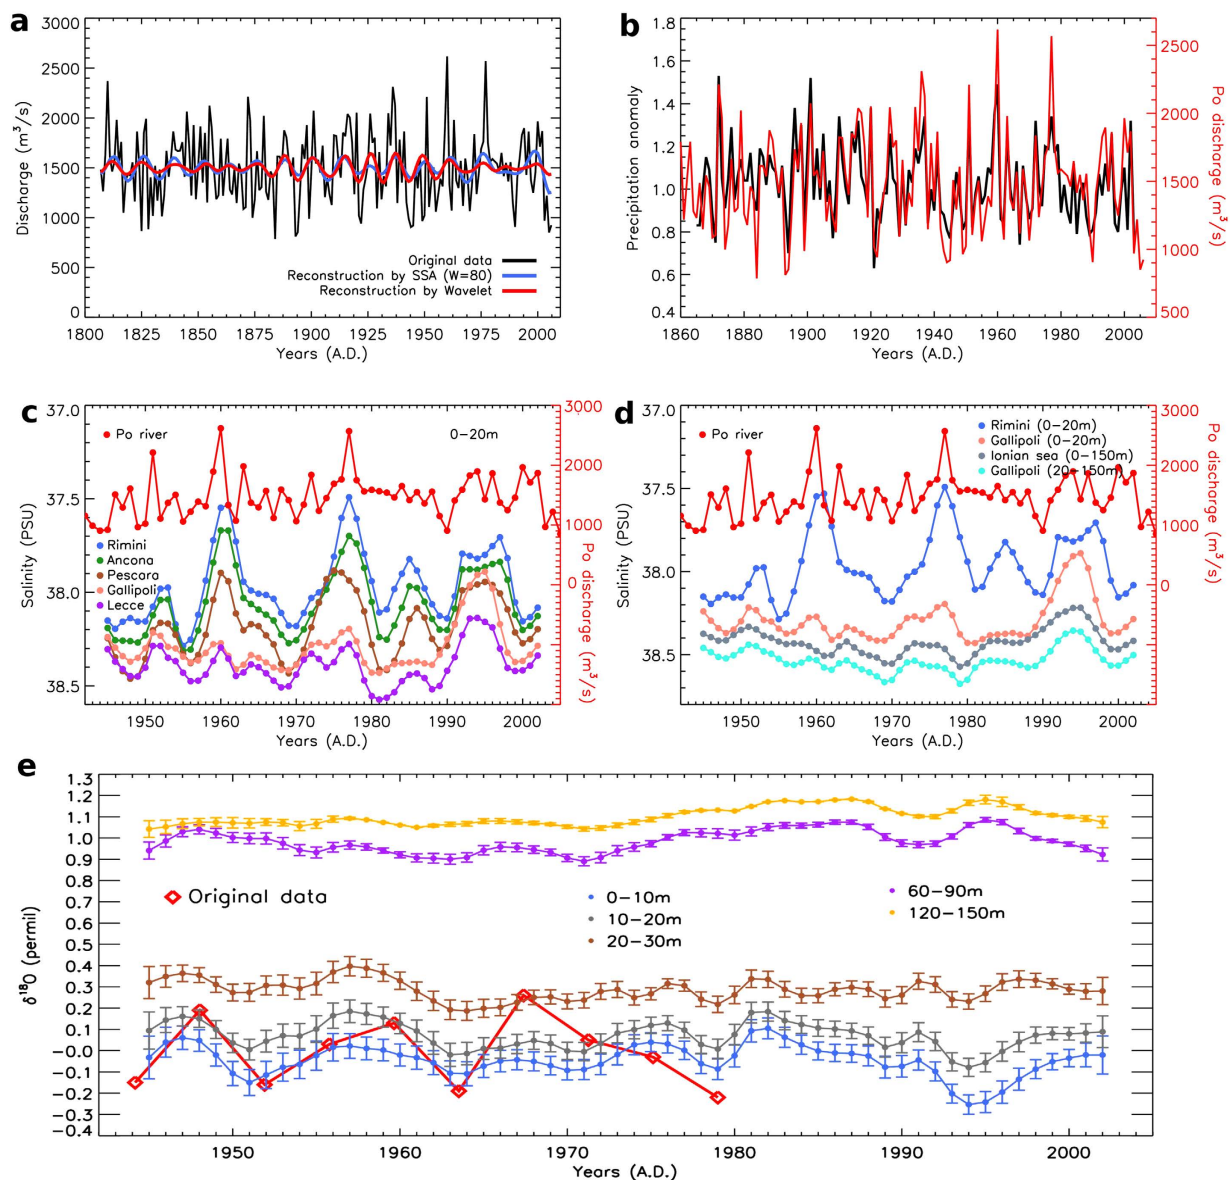 a
3000
2500
2000
1500
1000
500
0
Discharge (m³/s)
Original data
Reconstruction by SSA (W=80)
Reconstruction by Wavelet
1800 1825 1850 1875 1900 1925 1950 1975 2000
Years (A.D.)
b
1.8
1.6
1.4
1.2
1.0
0.8
0.6
0.4
Precipitation anomaly
2500
2000
1500
1000
500
Po discharge (m³/s)
1860 1880 1900 1920 1940 1960 1980 2000
Years (A.D.)
c
37.0
37.5
38.0
38.5
Salinity (PSU)
Po river
0−20m
Rimini
Ancona
Pescara
Gallipoli
Lecce
3000
2000
1000
0
Po discharge (m³/s)
1950 1960 1970 1980 1990 2000
Years (A.D.)
d
37.0
37.5
38.0
38.5
Salinity (PSU)
Po river
Rimini (0−20m)
Gallipoli (0−20m)
Ionian sea (0−150m)
Gallipoli (20−150m)
3000
2000
1000
0
Po discharge (m³/s)
1950 1960 1970 1980 1990 2000
Years (A.D.)
e
1.3
1.2
1.1
1.0
0.9
0.8
0.7
0.6
0.5
0.4
0.3
0.2
0.1
−0.0
−0.1
−0.2
−0.3
−0.4
δ¹⁸O (permil)
Original data
0−10m
10−20m
20−30m
60−90m
120−150m
1950 1960 1970 1980 1990 2000
Years (A.D.)